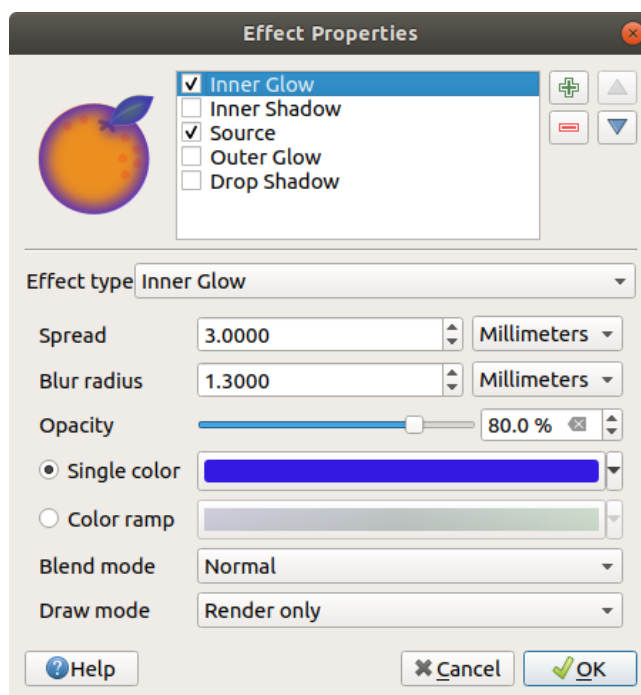 Effect Properties
Inner Glow
Inner Shadow
Source
Outer Glow
Drop Shadow
Effect type Inner Glow
Spread 3.0000 Millimeters
Blur radius 1.3000 Millimeters
Opacity 80.0 %
Single color
Color ramp
Blend mode Normal
Draw mode Render only
Help Cancel OK